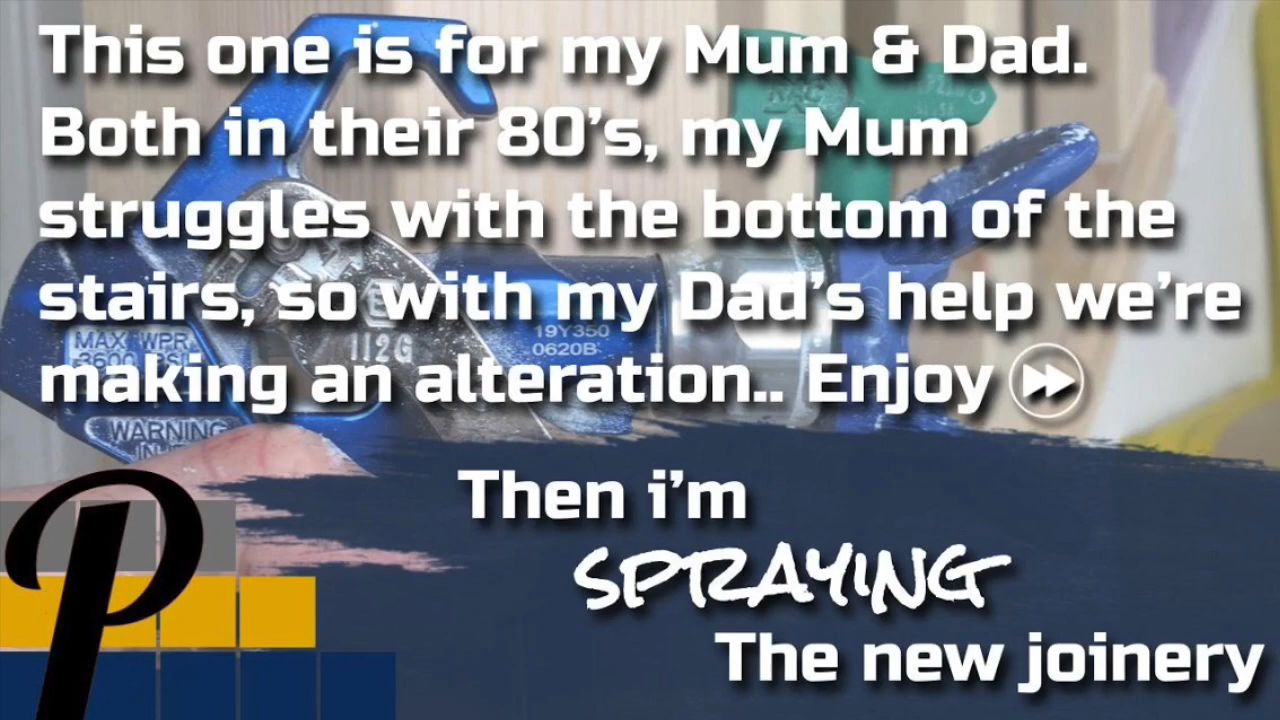 This one is for my Mum & Dad.
Both in their 80’s, my Mum
struggles with the bottom of the
stairs, so with my Dad’s help we’re
making an alteration.. Enjoy
MAX WPR
3600 PSI
112G
19Y350
0620B
WARNING
P
Then i’m
SPRAYING
The new joinery